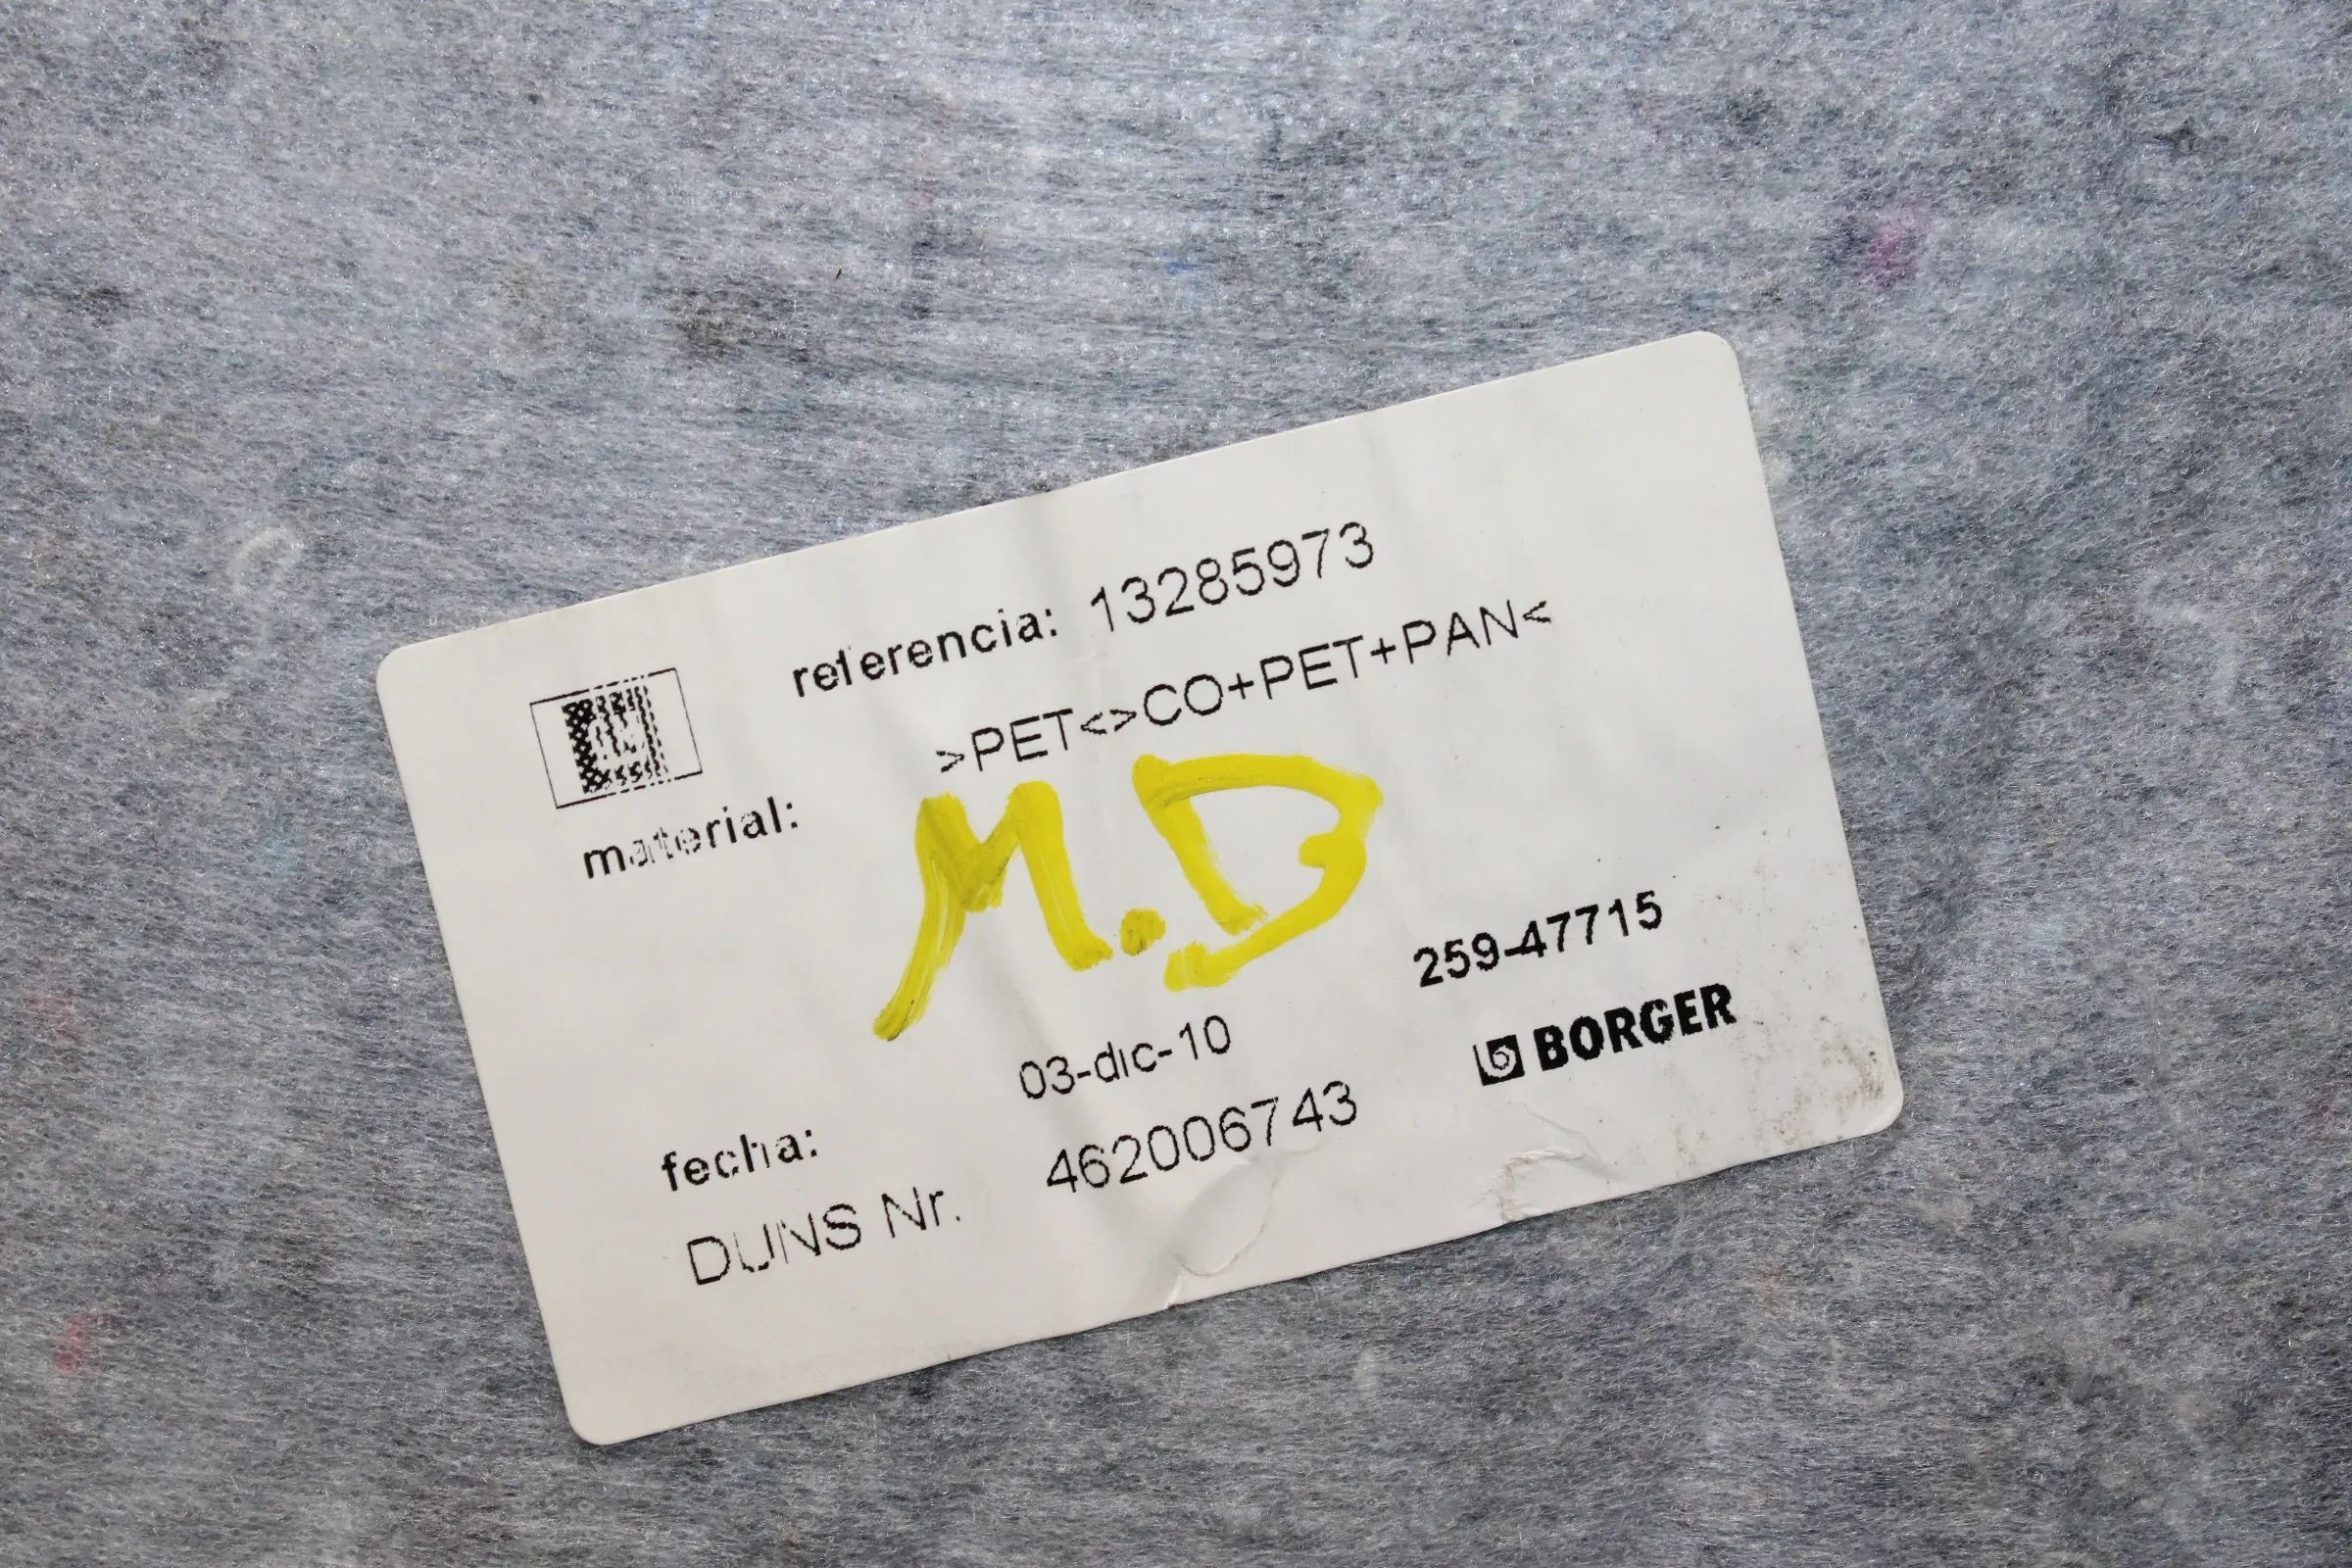 referencia: 13285973
>PET<>CO+PET+PAN<
material:
M.D
259-47715
03-dic-10
BORGER
fecha:
462006743
DUNS Nr.